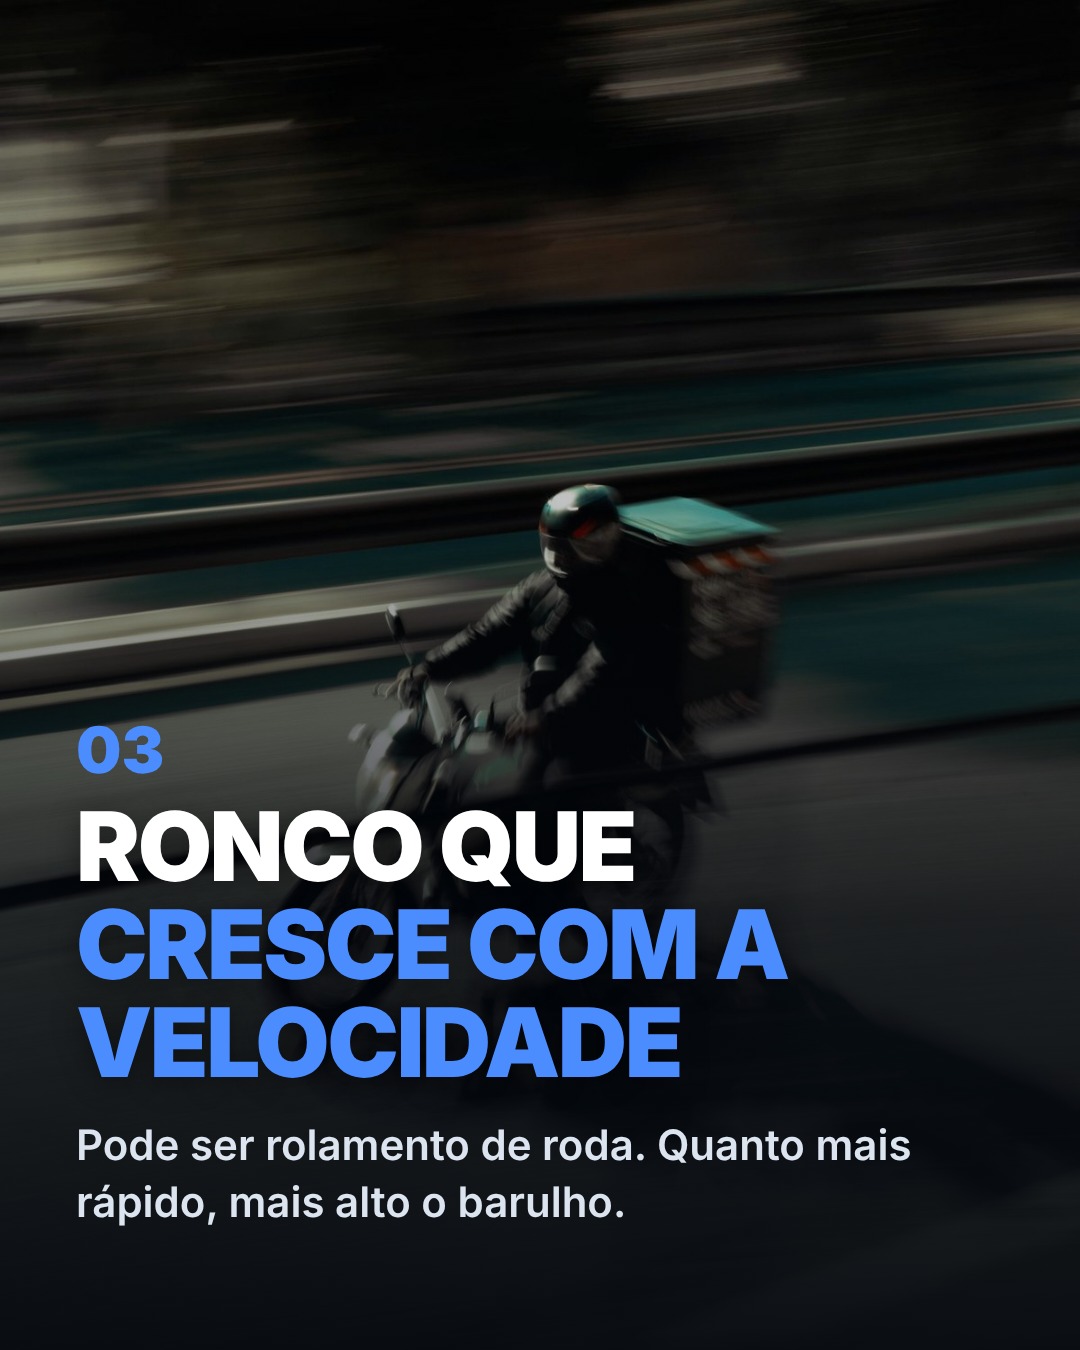 03
RONCO QUE
CRESCE COM A
VELOCIDADE
Pode ser rolamento de roda. Quanto mais
rápido, mais alto o barulho.